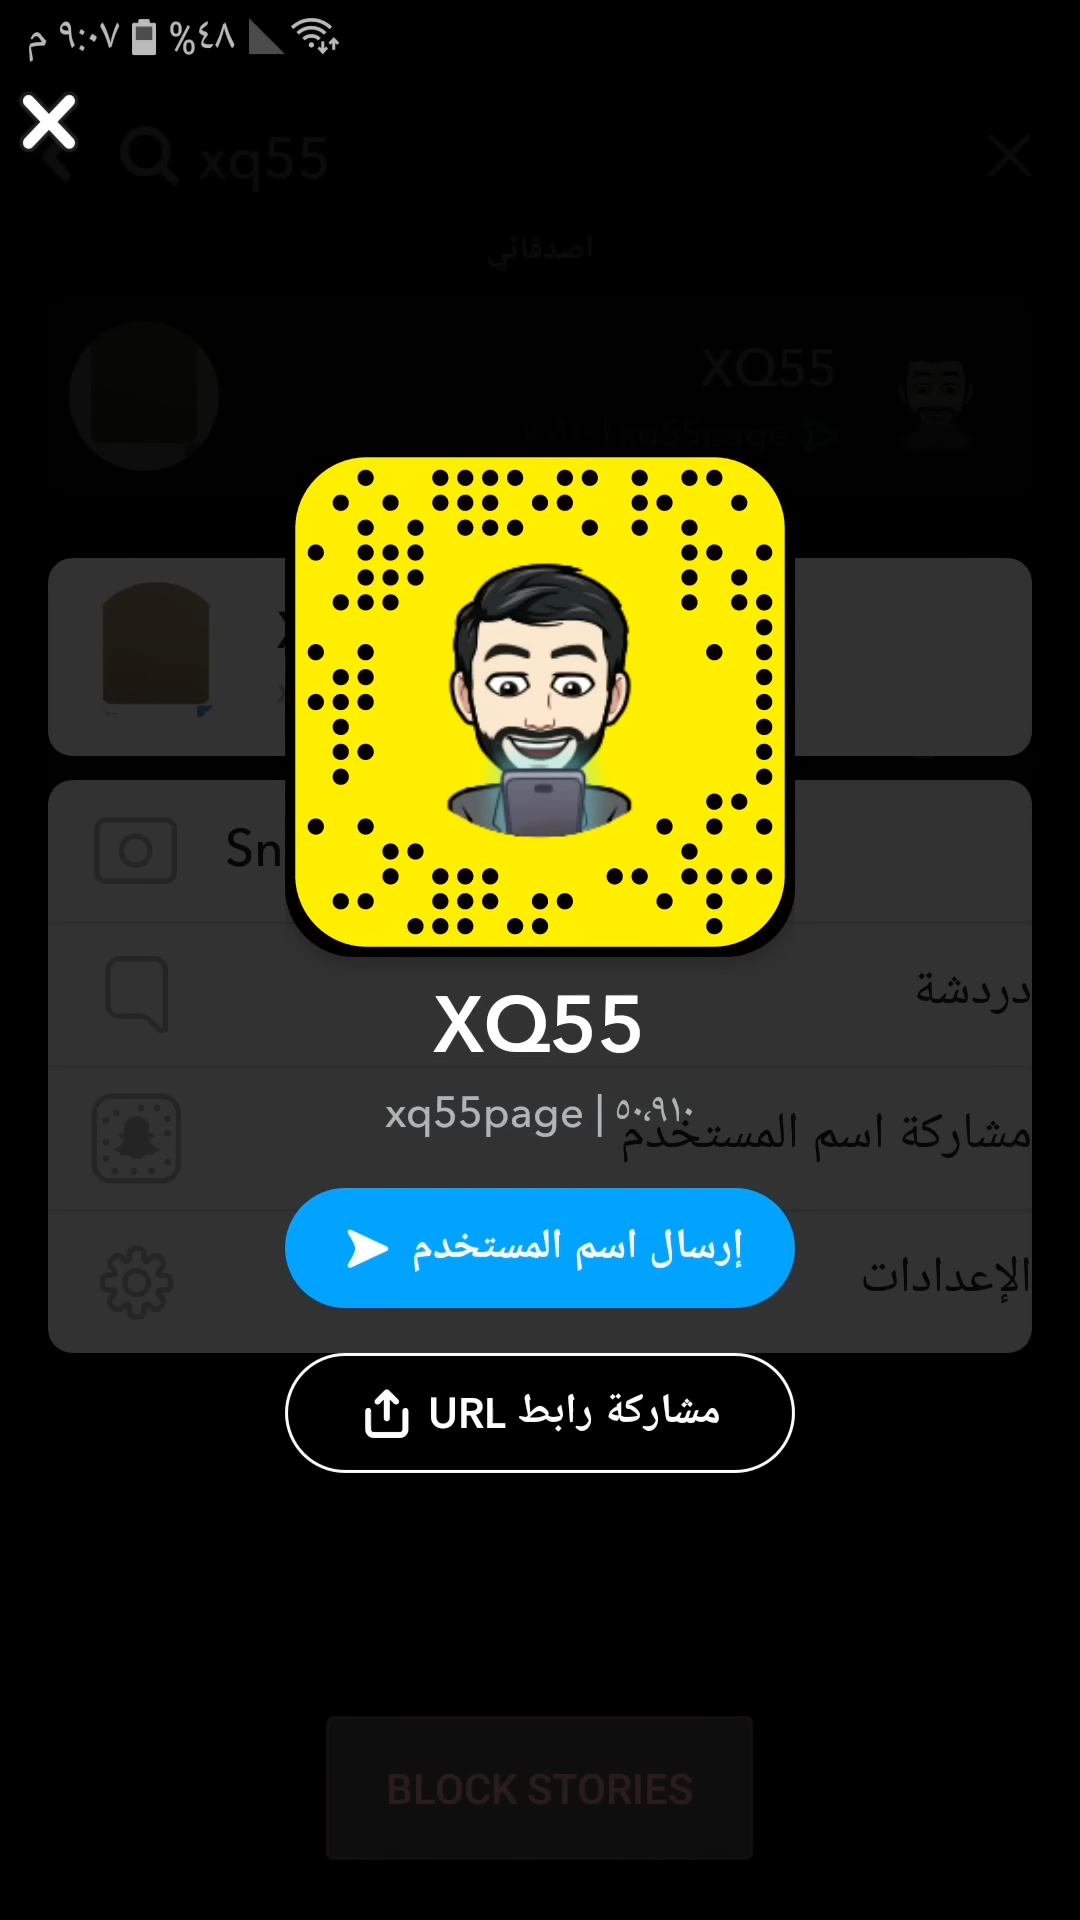 ٩:٠٧ م ٤٨%
xq55
اصدقائي
XQ55
xq55page
Sn
XQ55
xq55page | ٥٠،٩١٠
دردشة
مشاركة اسم المستخدم
إرسال اسم المستخدم
الإعدادات
مشاركة رابط URL
BLOCK STORIES